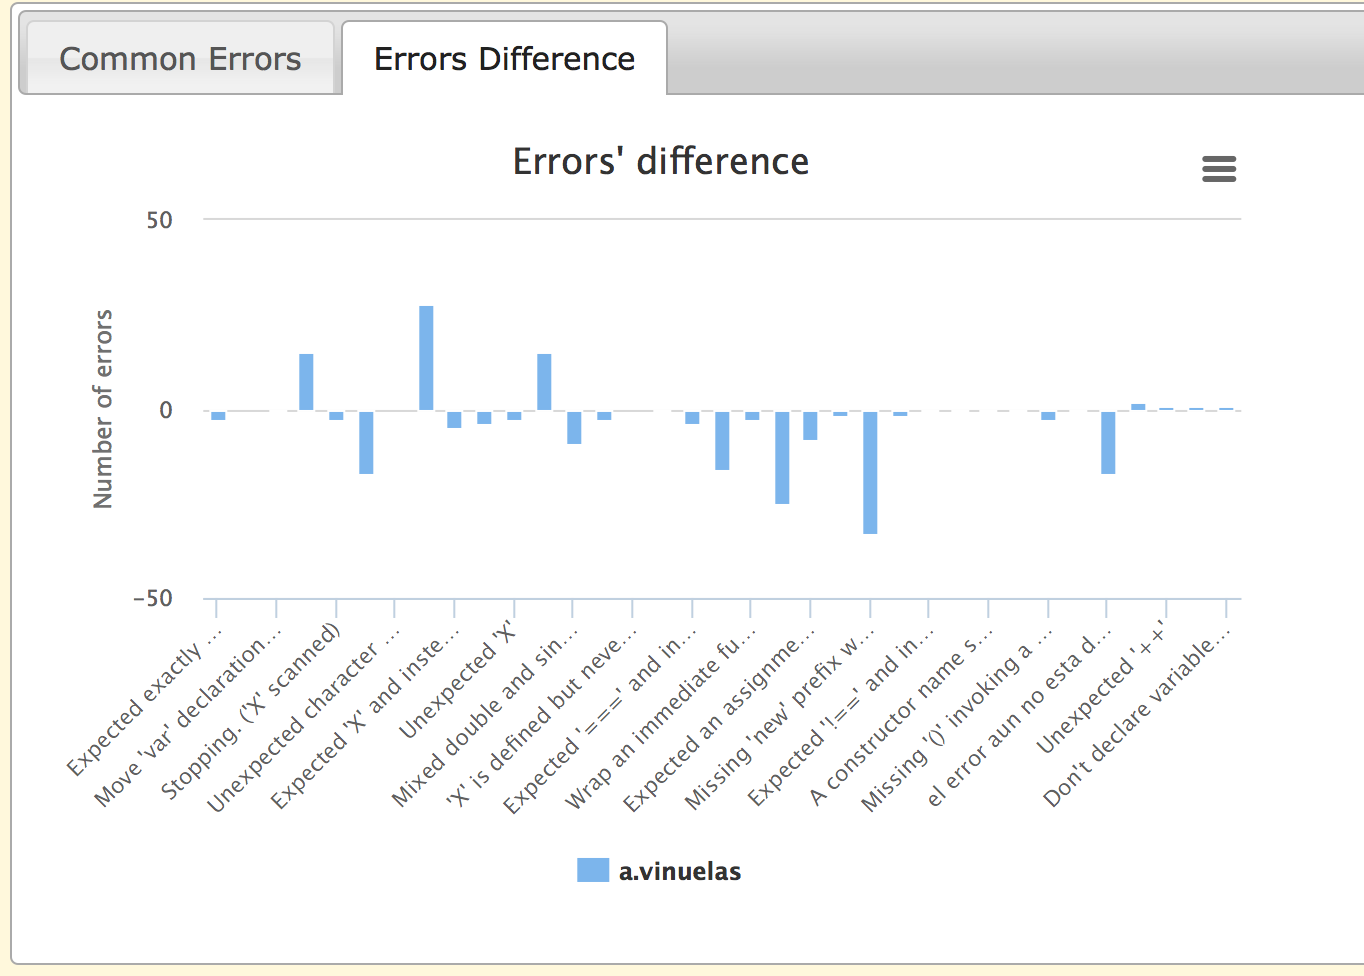 Common Errors
Errors Difference
Errors' difference
50
0
−50
Number of errors
Expected exactly ...
Move 'var' declaration...
Stopping. ('X' scanned)
Unexpected character ...
Expected 'X' and inste...
Unexpected 'X'
Mixed double and sin...
'X' is defined but neve...
Expected '===' and in...
Wrap an immediate fu...
Expected an assignme...
Missing 'new' prefix w...
Expected '!==' and in...
A constructor name s...
Missing '()' invoking a ...
el error aun no esta d...
Unexpected '++'
Don't declare variable...
a.vinuelas